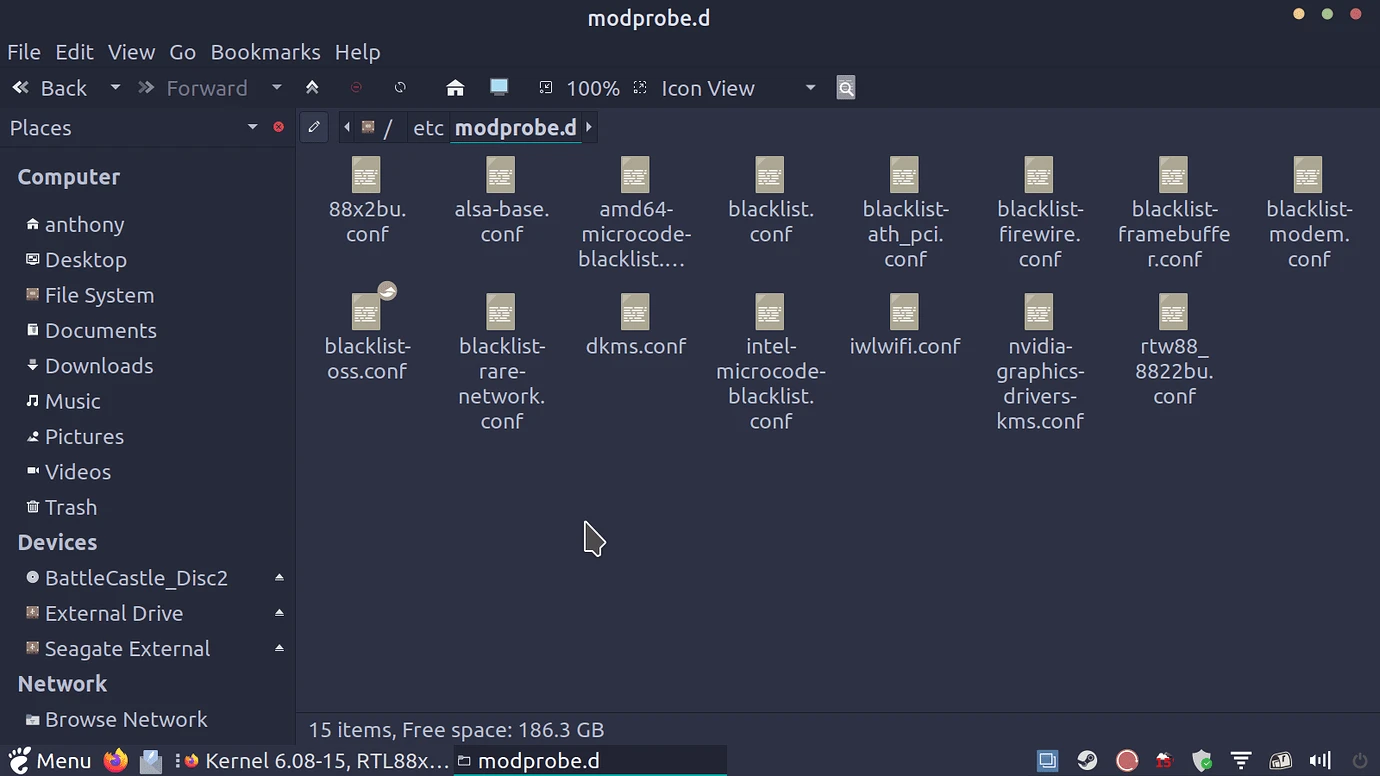 modprobe.d
File Edit View Go Bookmarks Help
Back Forward 100% Icon View
Places
/ etc modprobe.d
Computer
anthony
Desktop
File System
Documents
Downloads
Music
Pictures
Videos
Trash
Devices
BattleCastle_Disc2
External Drive
Seagate External
Network
Browse Network
88x2bu.
conf
alsa-base.
conf
amd64-
microcode-
blacklist.…
blacklist.
conf
blacklist-
ath_pci.
conf
blacklist-
firewire.
conf
blacklist-
framebuffe
r.conf
blacklist-
modem.
conf
blacklist-
oss.conf
blacklist-
rare-
network.
conf
dkms.conf
intel-
microcode-
blacklist.
conf
iwlwifi.conf
nvidia-
graphics-
drivers-
kms.conf
rtw88_
8822bu.
conf
15 items, Free space: 186.3 GB
Menu Kernel 6.08-15, RTL88x… modprobe.d 15